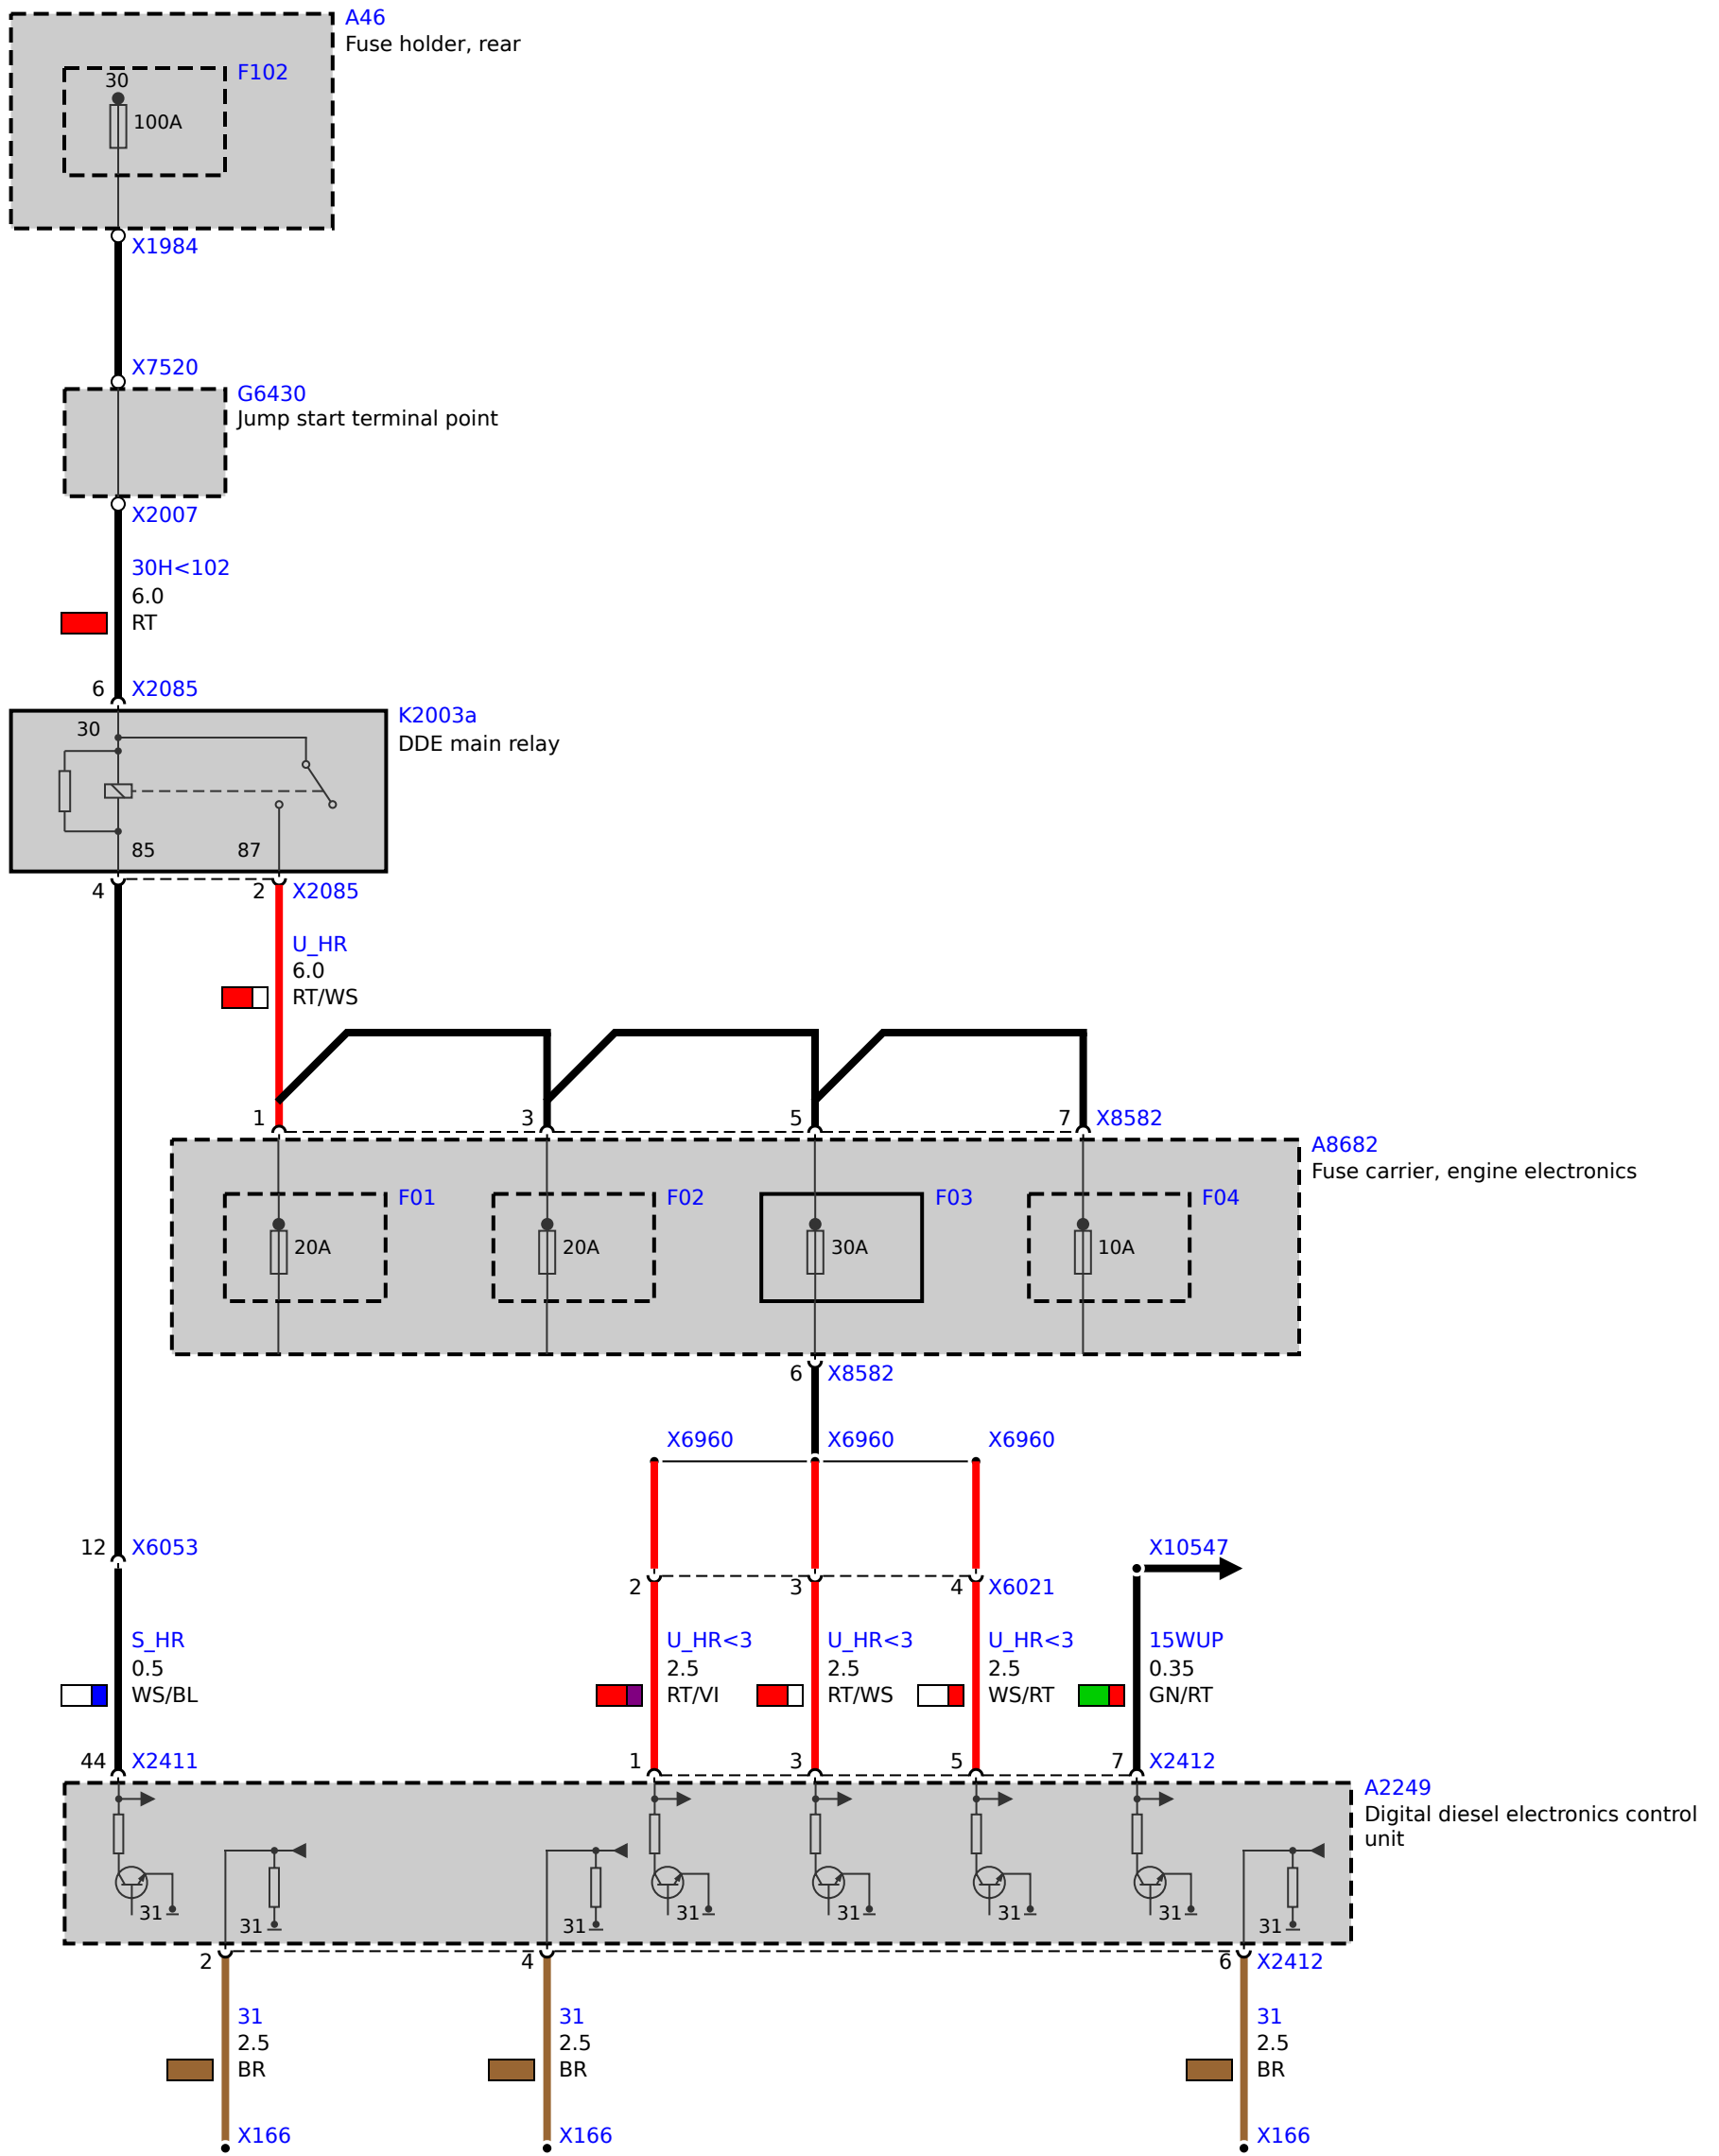 A46
Fuse holder, rear
F102
30
100A
X1984
X7520
G6430
Jump start terminal point
X2007
30H<102
6.0
RT
6 X2085
K2003a
DDE main relay
30
85 87
4 2 X2085
U_HR
6.0
RT/WS
1 3 5 7 X8582
A8682
Fuse carrier, engine electronics
F01 F02 F03 F04
20A 20A 30A 10A
6 X8582
X6960 X6960 X6960
12 X6053 X10547
2 3 4 X6021
S_HR U_HR<3 U_HR<3 U_HR<3 15WUP
0.5 2.5 2.5 2.5 0.35
WS/BL RT/VI RT/WS WS/RT GN/RT
44 X2411 1 3 5 7 X2412
A2249
Digital diesel electronics control
unit
31 31 31 31 31
31 31 31
2 4 6 X2412
31 31 31
2.5 2.5 2.5
BR BR BR
X166 X166 X166